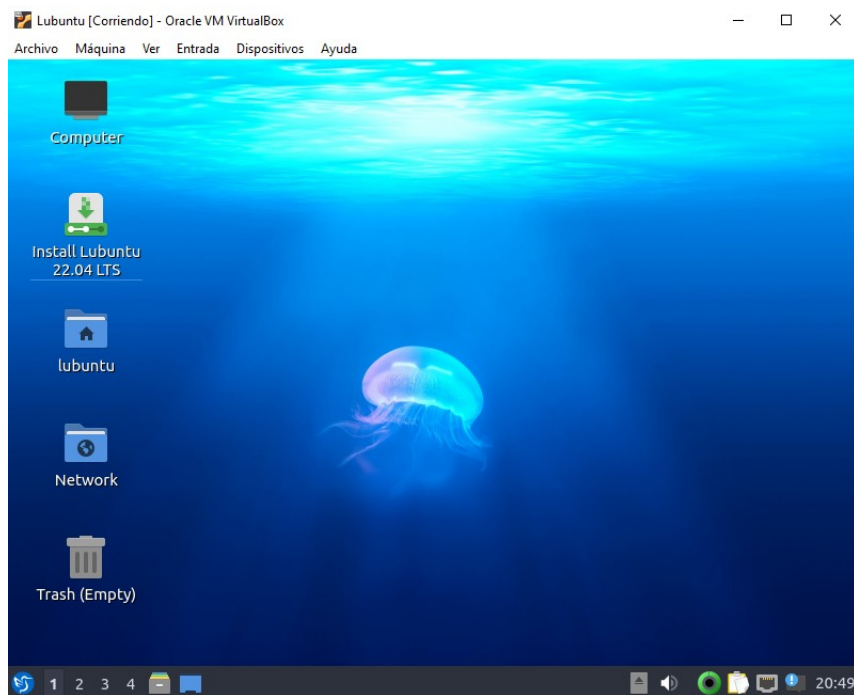 Lubuntu [Corriendo] - Oracle VM VirtualBox
Archivo Máquina Ver Entrada Dispositivos Ayuda
Computer
Install Lubuntu
22.04 LTS
lubuntu
Network
Trash (Empty)
1 2 3 4 20:49